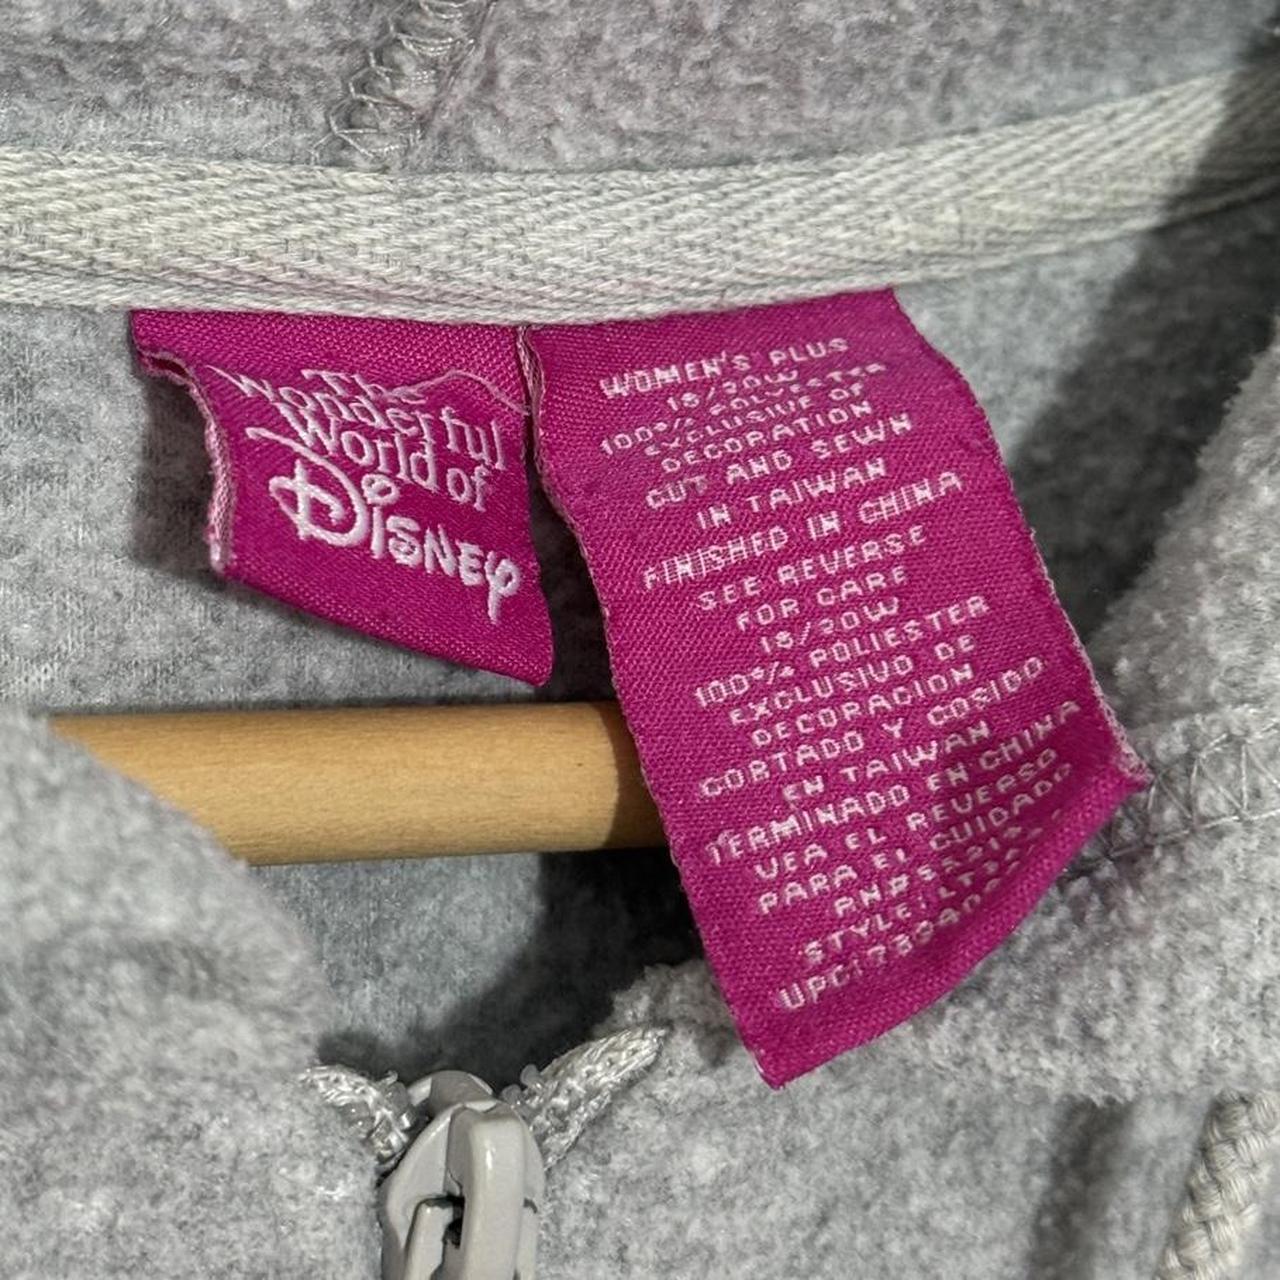 The
Wonderful
World of
Disney
WOMEN'S PLUS
18/20W
100% POLYESTER
EXCLUSIVE OF
DECORATION
CUT AND SEWN
IN TAIWAN
FINISHED IN CHINA
SEE REVERSE
FOR CARE
18/20W
100% POLIESTER
EXCLUSIVO DE
DECORACION
CORTADO Y COSIDO
EN TAIWAN
TERMINADO EN CHINA
VEA EL REVERSO
PARA EL CUIDADO
STYLE: